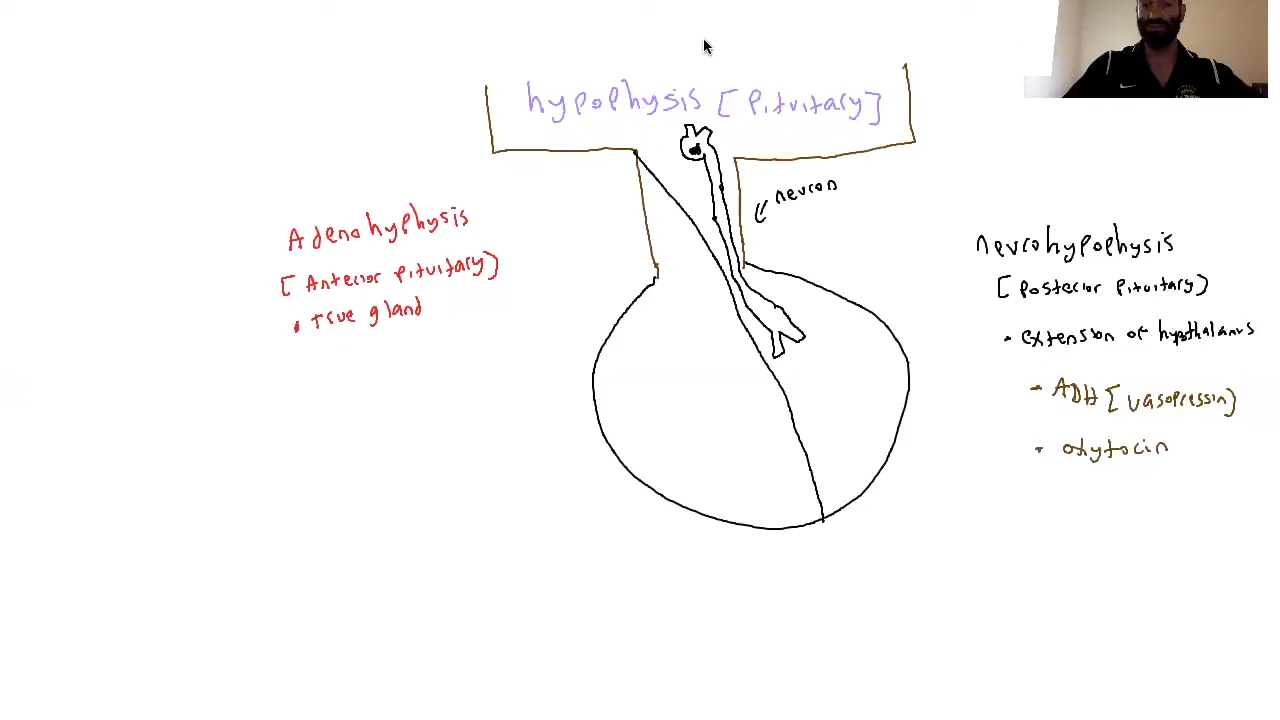 hypophysis [Pituitary]
neuron
Adenohyphysis
[Anterior pituitary]
• True gland
neurohypophysis
[Posterior pituitary]
• extension of hypothalamus
- ADH [vasopressin]
- oxytocin